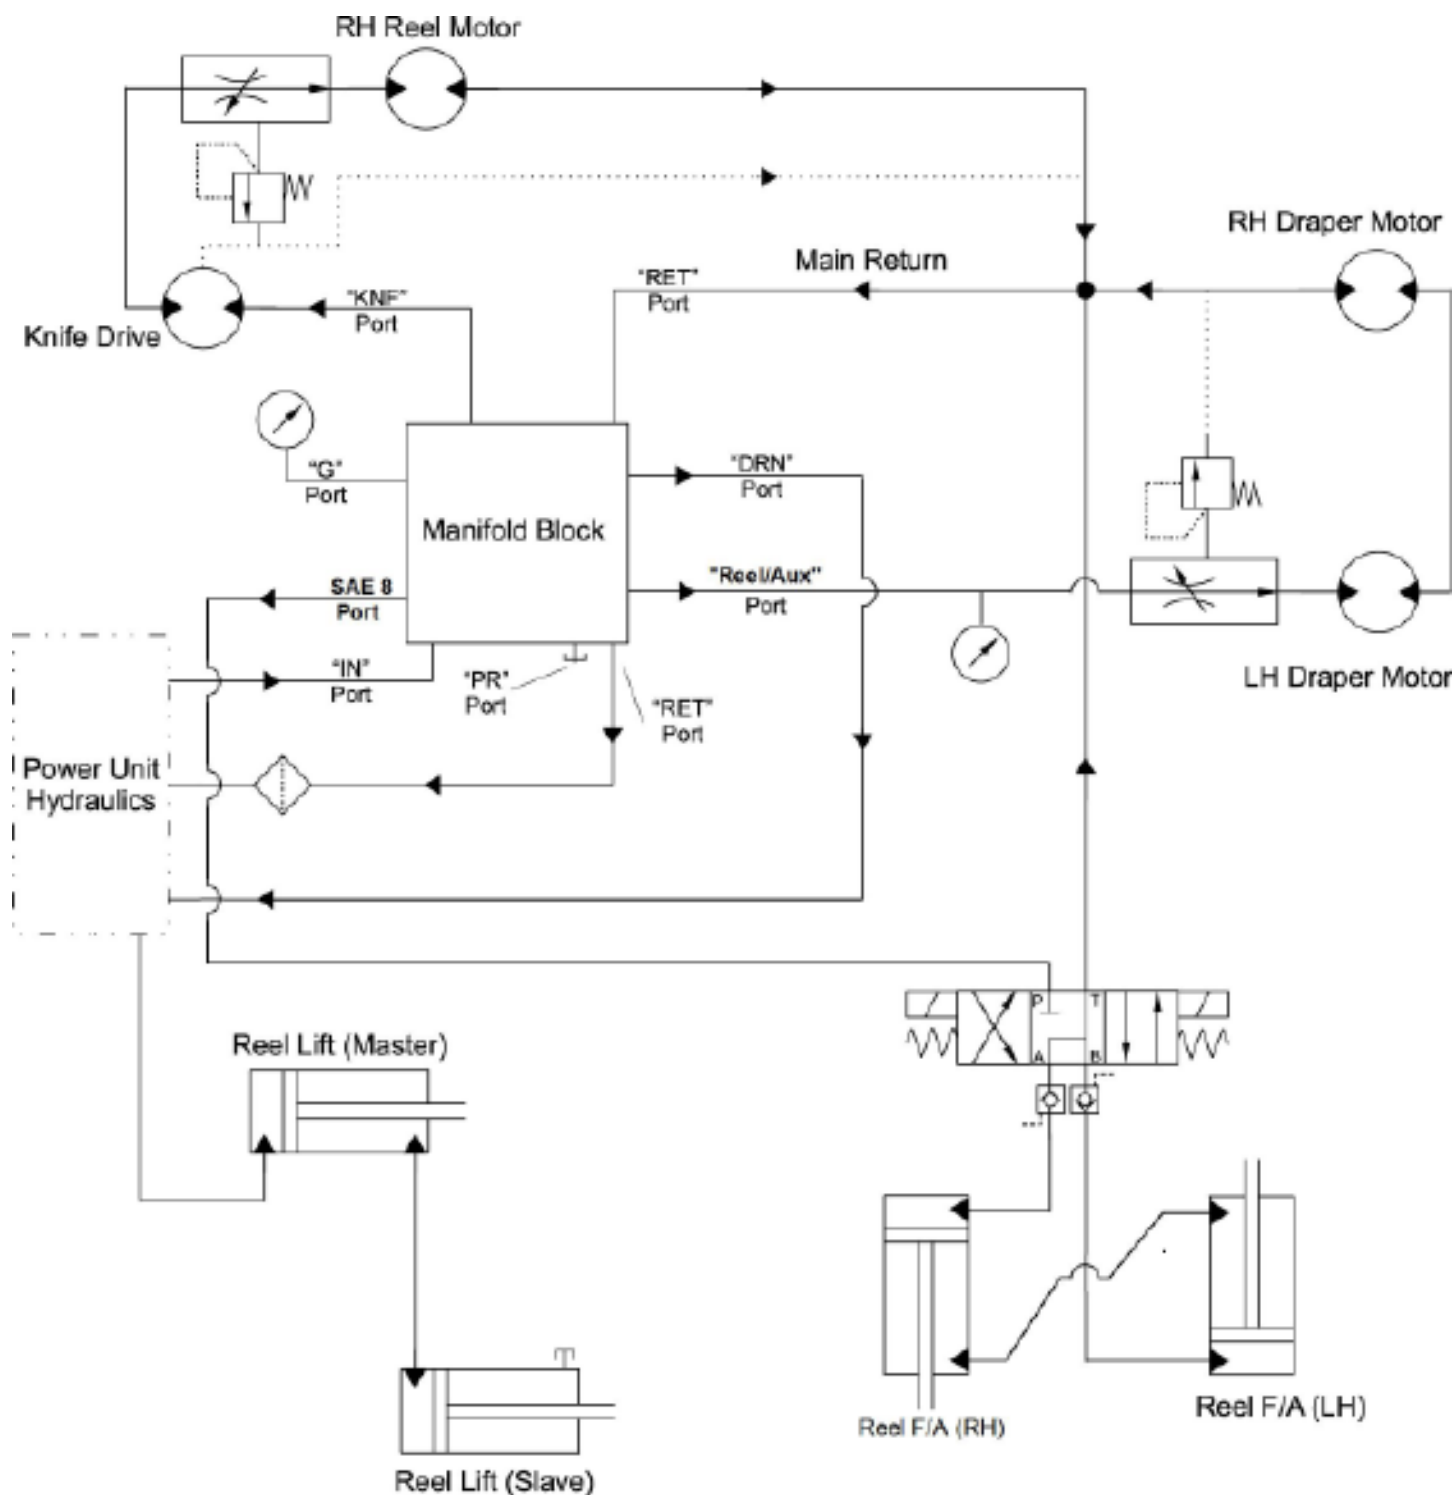 RH Reel Motor
RH Draper Motor
Main Return
"RET"
Port
"KNF"
Port
Knife Drive
"G"
Port
"DRN"
Port
Manifold Block
SAE 8
Port
"Reel/Aux"
Port
"IN"
Port
"PR"
Port
"RET"
Port
LH Draper Motor
Power Unit
Hydraulics
P T
A B
Reel Lift (Master)
Reel F/A (LH)
Reel F/A (RH)
Reel Lift (Slave)